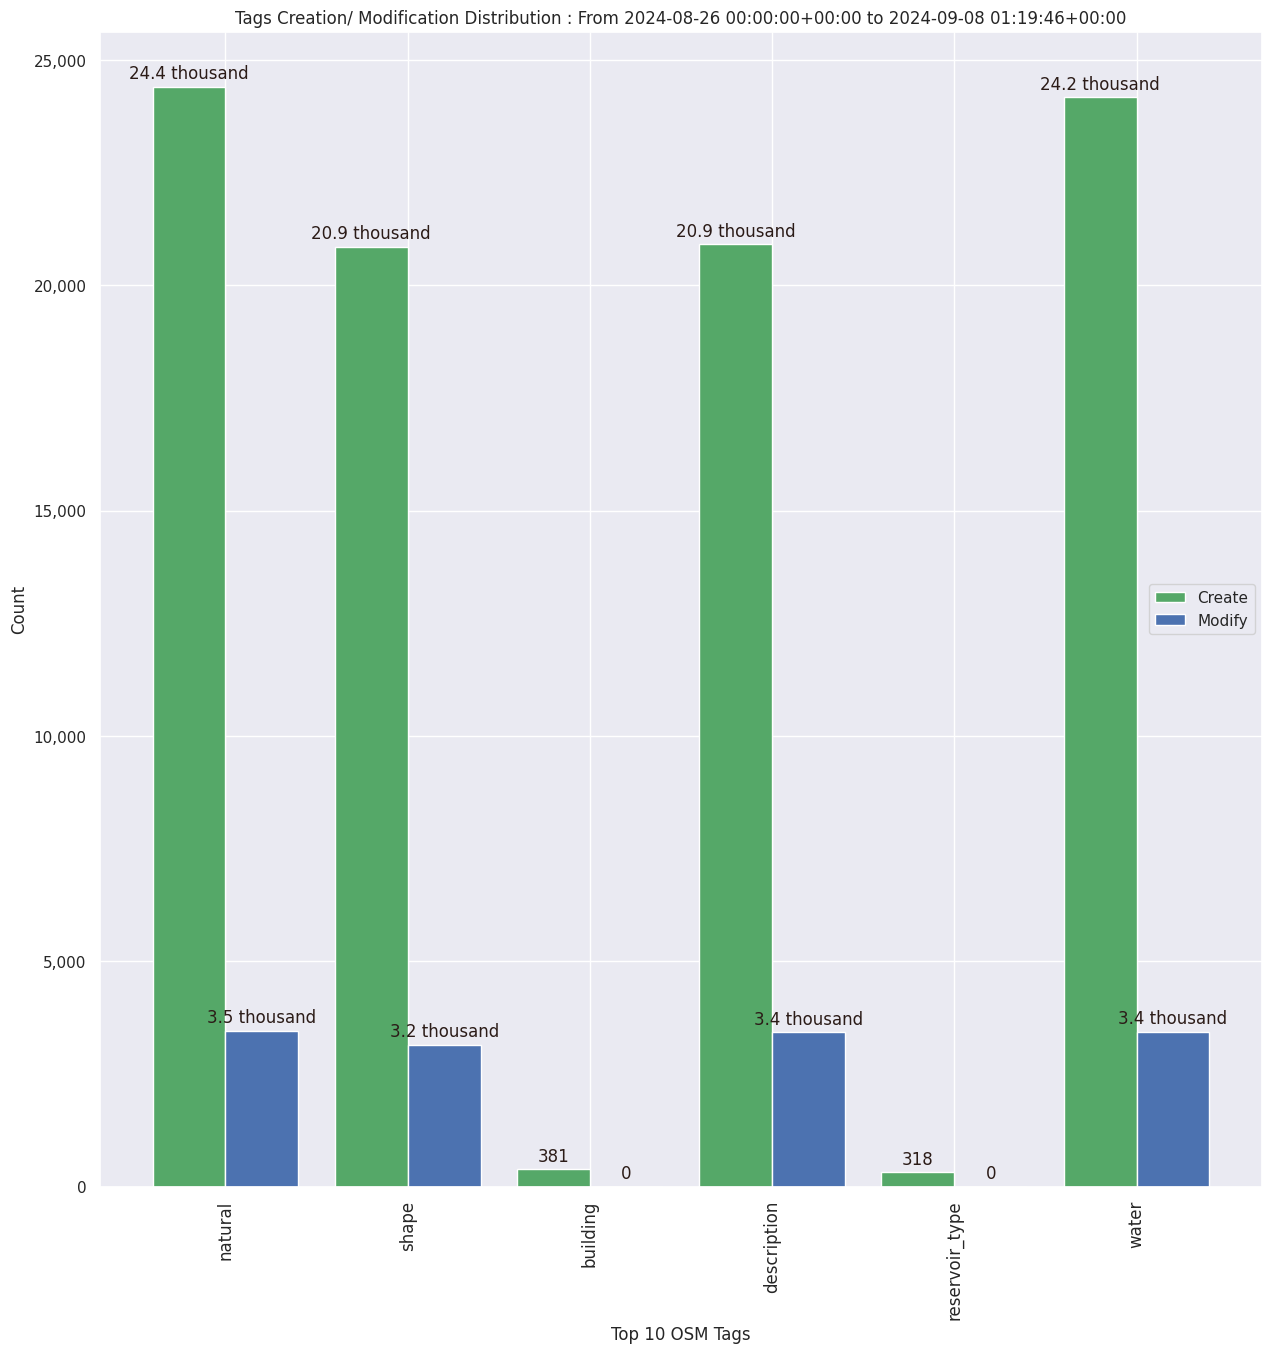 Tags Creation/ Modification Distribution : From 2024-08-26 00:00:00+00:00 to 2024-09-08 01:19:46+00:00
25,000
20,000
15,000
10,000
5,000
0
Count
24.4 thousand
3.5 thousand
20.9 thousand
3.2 thousand
381
0
20.9 thousand
3.4 thousand
318
0
24.2 thousand
3.4 thousand
Create
Modify
natural
shape
building
description
reservoir_type
water
Top 10 OSM Tags